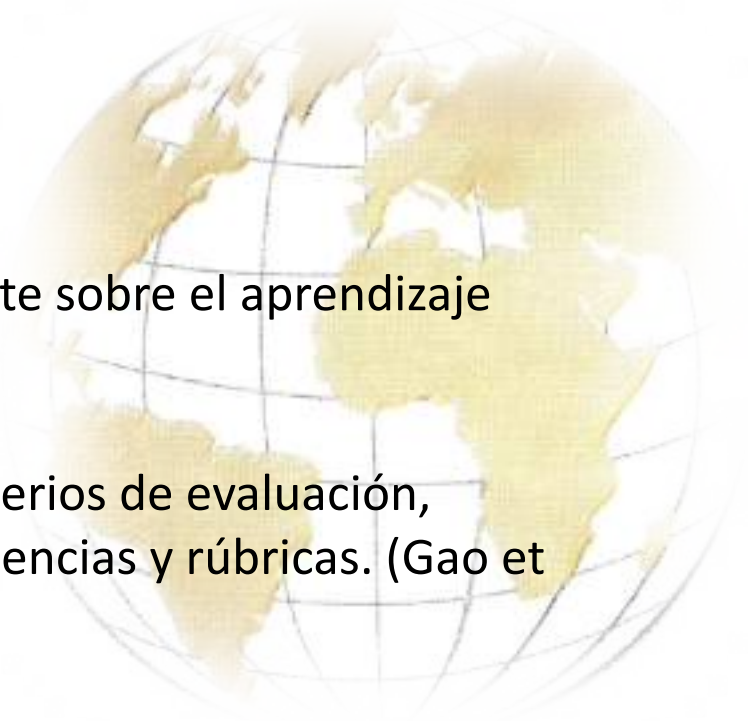 te sobre el aprendizaje
erios de evaluación,
encias y rúbricas. (Gao et